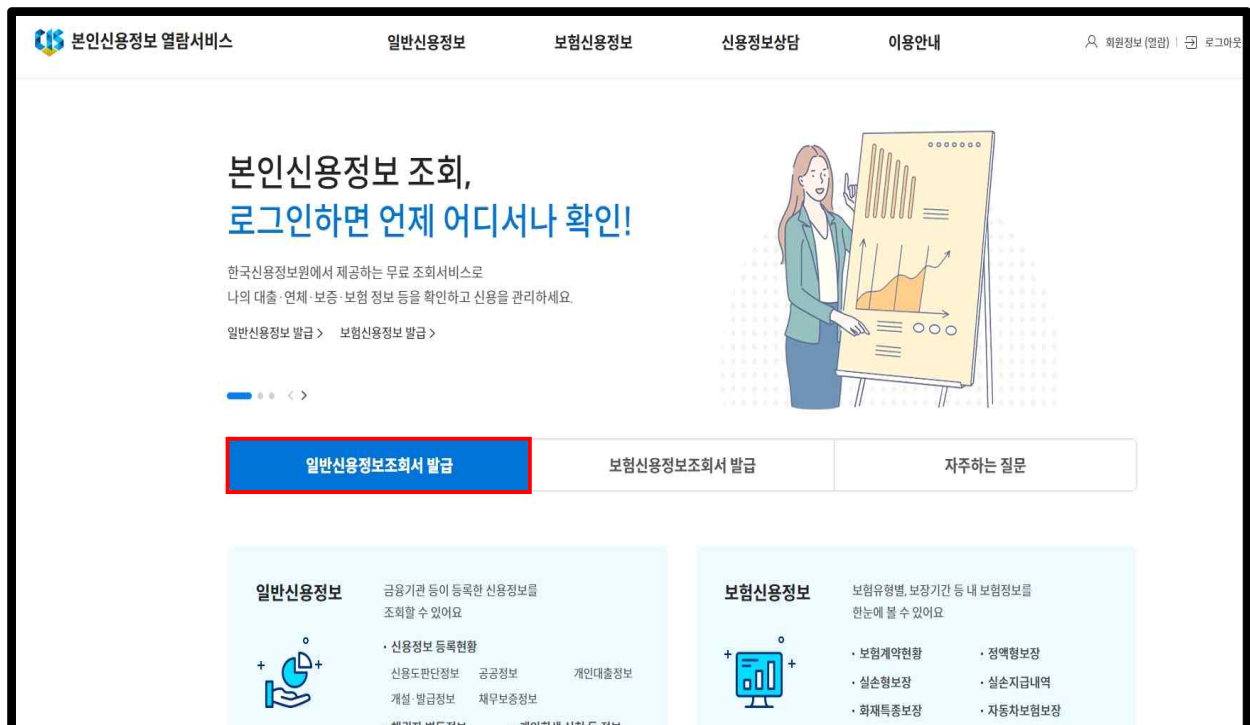 CIS 본인신용정보 열람서비스
일반신용정보 보험신용정보 신용정보상담 이용안내
회원정보 (열람) 로그아웃
본인신용정보 조회,
로그인하면 언제 어디서나 확인!
한국신용정보원에서 제공하는 무료 조회서비스로
나의 대출·연체·보증·보험 정보 등을 확인하고 신용을 관리하세요.
일반신용정보 발급 > 보험신용정보 발급 >
일반신용정보조회서 발급 보험신용정보조회서 발급 자주하는 질문
일반신용정보
금융기관 등이 등록한 신용정보를
조회할 수 있어요
· 신용정보 등록현황
신용도판단정보 공공정보 개인대출정보
개설·발급정보 채무보증정보
보험신용정보
보험유형별, 보장기간 등 내 보험정보를
한눈에 볼 수 있어요
· 보험계약현황 · 정액형보장
· 실손형보장 · 실손지급내역
· 화재특종보장 · 자동차보험보장